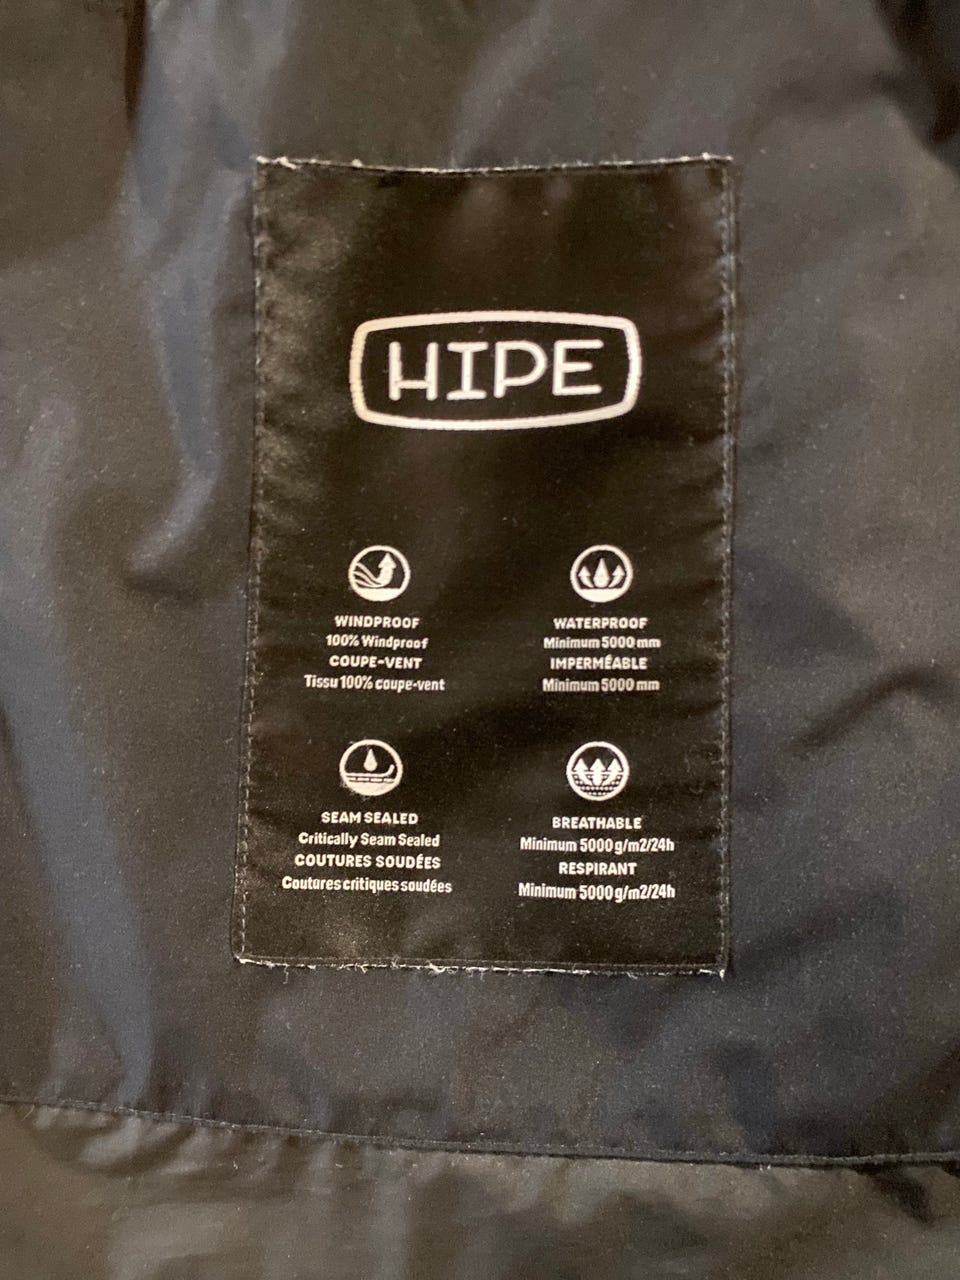 HIPE
WINDPROOF
100% Windproof
COUPE-VENT
Tissu 100% coupe-vent
WATERPROOF
Minimum 5000 mm
IMPERMÉABLE
Minimum 5000 mm
SEAM SEALED
Critically Seam Sealed
COUTURES SOUDÉES
Coutures critiques soudées
BREATHABLE
Minimum 5000 g/m2/24h
RESPIRANT
Minimum 5000 g/m2/24h